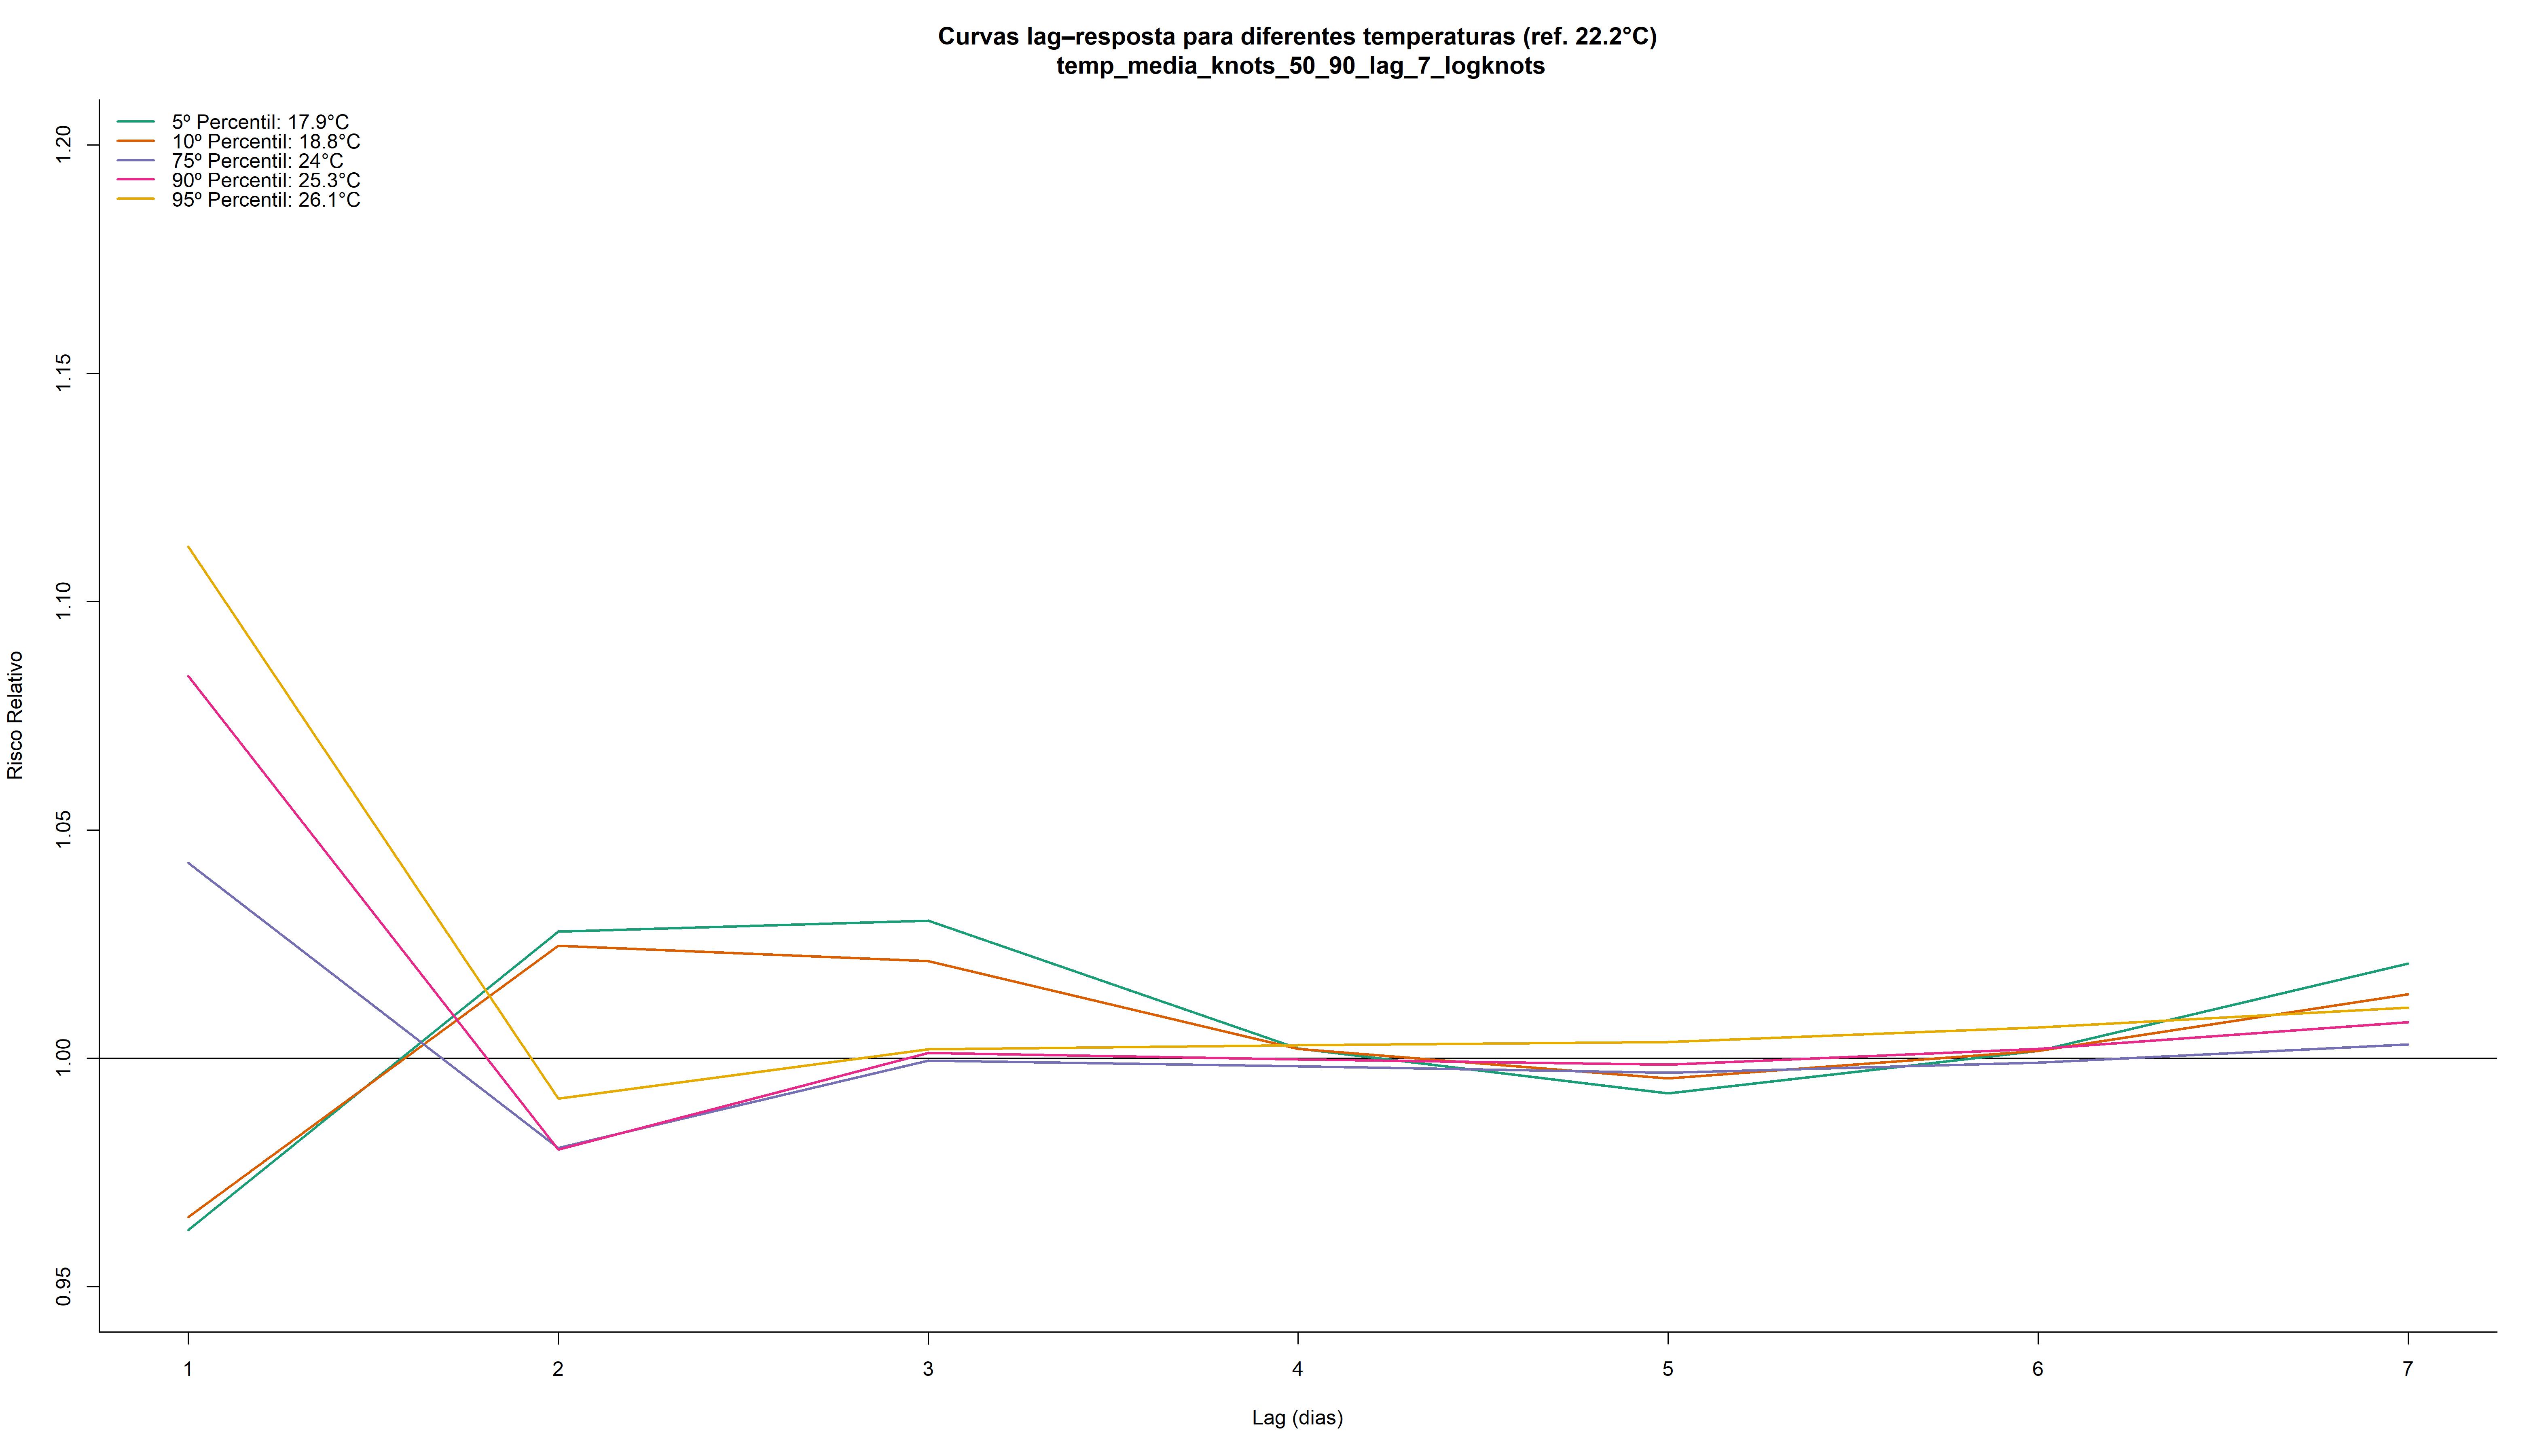 Curvas lag–resposta para diferentes temperaturas (ref. 22.2°C)
temp_media_knots_50_90_lag_7_logknots
5º Percentil: 17.9°C
10º Percentil: 18.8°C
75º Percentil: 24°C
90º Percentil: 25.3°C
95º Percentil: 26.1°C
1.20
1.15
1.10
1.05
1.00
0.95
Risco Relativo
1 2 3 4 5 6 7
Lag (dias)